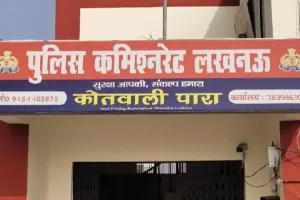 पुलिस कमिश्नरेट लखनऊ
सुरक्षा आपकी, संकल्प हमारा
कोतवाली पारा
कार्यालय :